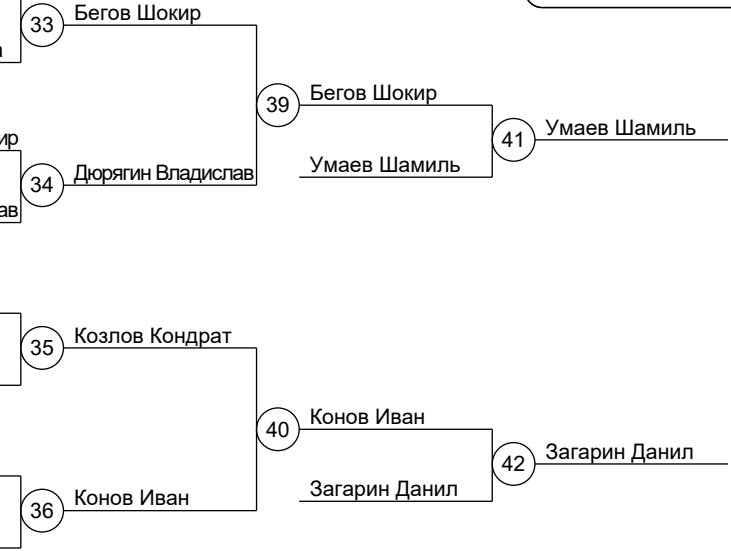 33 Бегов Шокир
39 Бегов Шокир
41 Умаев Шамиль
Умаев Шамиль
34 Дюрягин Владислав
35 Козлов Кондрат
40 Конов Иван
42 Загарин Данил
Загарин Данил
36 Конов Иван